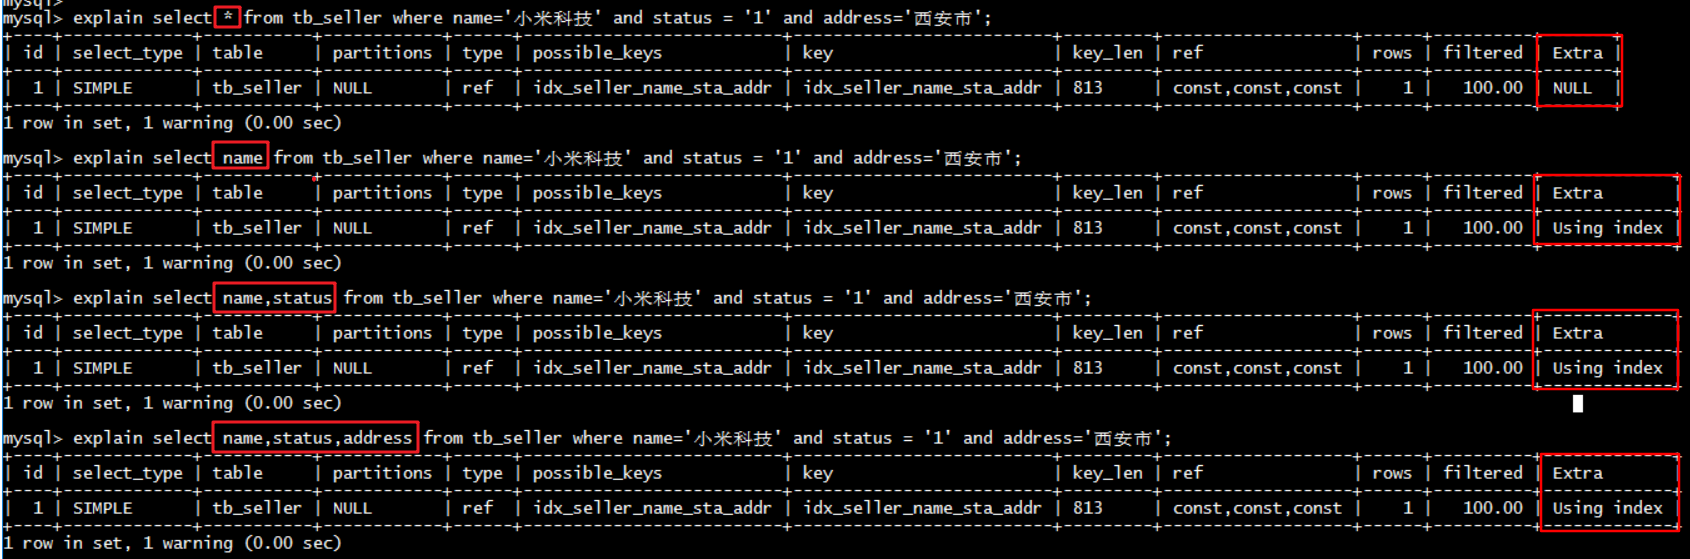 mysql>
mysql> explain select * from tb_seller where name='小米科技' and status = '1' and address='西安市';
| id | select_type | table | partitions | type | possible_keys | key | key_len | ref | rows | filtered | Extra |
| 1 | SIMPLE | tb_seller | NULL | ref | idx_seller_name_sta_addr | idx_seller_name_sta_addr | 813 | const,const,const | 1 | 100.00 | NULL |
1 row in set, 1 warning (0.00 sec)
mysql> explain select name from tb_seller where name='小米科技' and status = '1' and address='西安市';
| id | select_type | table | partitions | type | possible_keys | key | key_len | ref | rows | filtered | Extra |
| 1 | SIMPLE | tb_seller | NULL | ref | idx_seller_name_sta_addr | idx_seller_name_sta_addr | 813 | const,const,const | 1 | 100.00 | Using index |
1 row in set, 1 warning (0.00 sec)
mysql> explain select name,status from tb_seller where name='小米科技' and status = '1' and address='西安市';
| id | select_type | table | partitions | type | possible_keys | key | key_len | ref | rows | filtered | Extra |
| 1 | SIMPLE | tb_seller | NULL | ref | idx_seller_name_sta_addr | idx_seller_name_sta_addr | 813 | const,const,const | 1 | 100.00 | Using index |
1 row in set, 1 warning (0.00 sec)
mysql> explain select name,status,address from tb_seller where name='小米科技' and status = '1' and address='西安市';
| id | select_type | table | partitions | type | possible_keys | key | key_len | ref | rows | filtered | Extra |
| 1 | SIMPLE | tb_seller | NULL | ref | idx_seller_name_sta_addr | idx_seller_name_sta_addr | 813 | const,const,const | 1 | 100.00 | Using index |
1 row in set, 1 warning (0.00 sec)